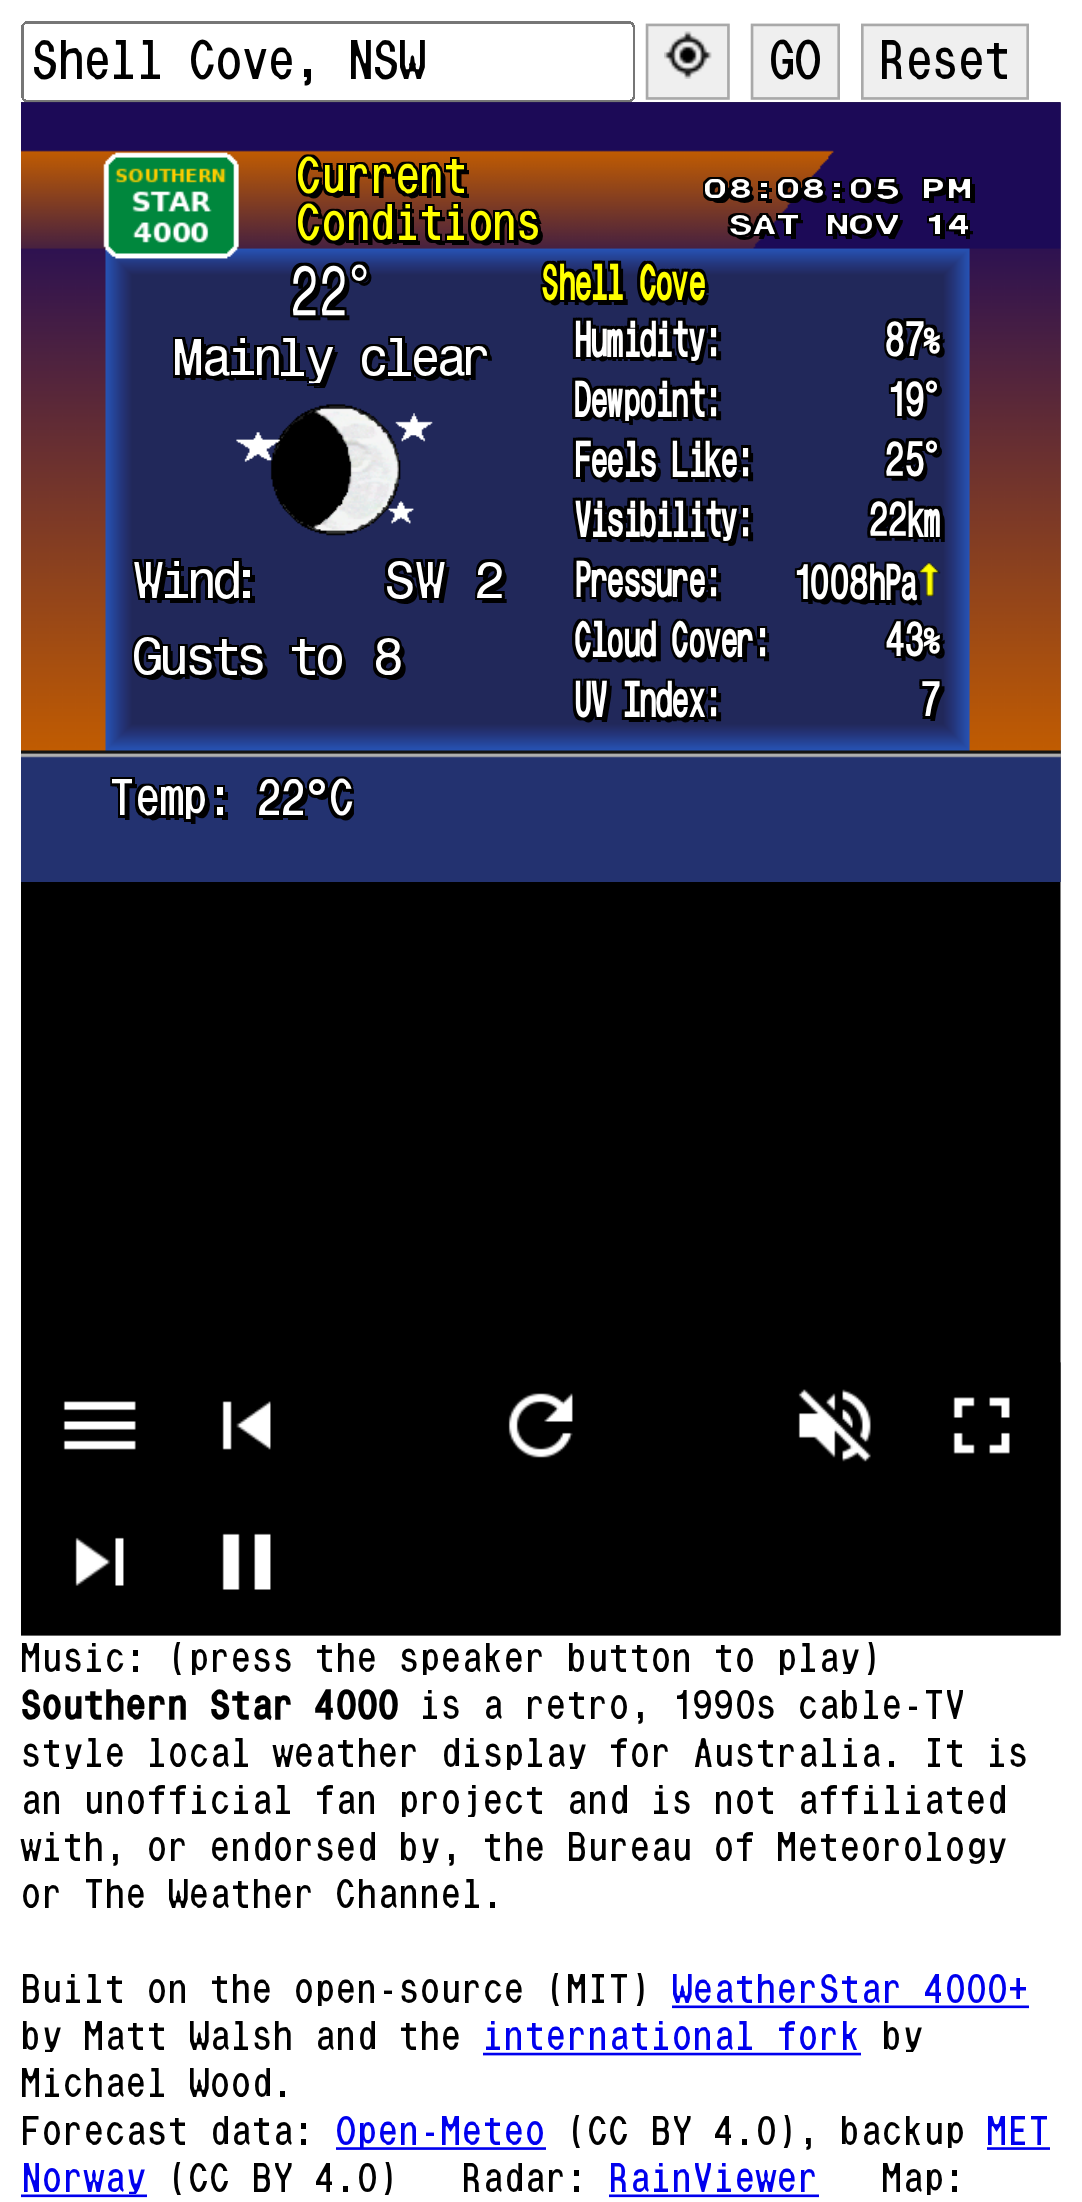 Shell Cove, NSW
GO
Reset
SOUTHERN
STAR
4000
Current
Conditions
08:08:05 PM
SAT NOV 14
22°
Mainly clear
Wind: SW 2
Gusts to 8
Shell Cove
Humidity: 87%
Dewpoint: 19°
Feels Like: 25°
Visibility: 22km
Pressure: 1008hPa↑
Cloud Cover: 43%
UV Index: 7
Temp: 22°C
Music: (press the speaker button to play)
Southern Star 4000 is a retro, 1990s cable-TV
style local weather display for Australia. It is
an unofficial fan project and is not affiliated
with, or endorsed by, the Bureau of Meteorology
or The Weather Channel.
Built on the open-source (MIT) WeatherStar 4000+
by Matt Walsh and the international fork by
Michael Wood.
Forecast data: Open-Meteo (CC BY 4.0), backup MET
Norway (CC BY 4.0) Radar: RainViewer Map: